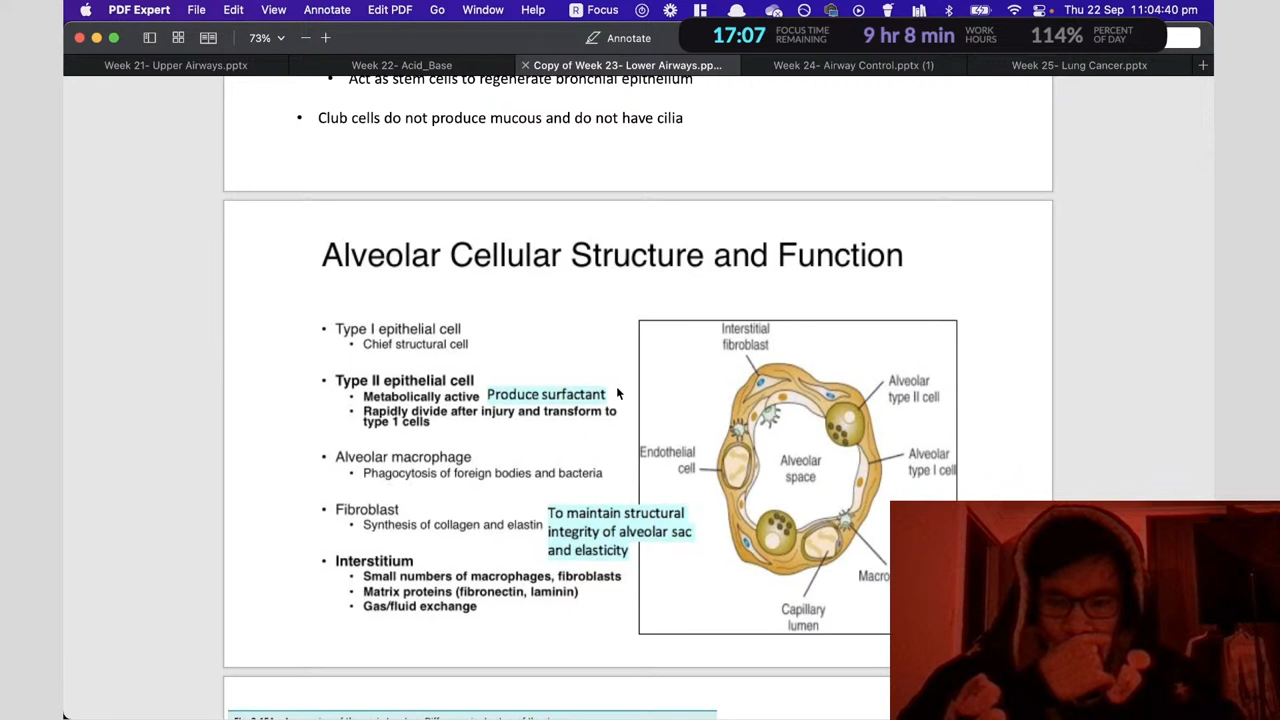 PDF Expert File Edit View Annotate Edit PDF Go Window Help R Focus Thu 22 Sep 11:04:40 pm
73% Annotate 17:07 FOCUS TIME REMAINING 9 hr 8 min WORK HOURS 114% PERCENT OF DAY
Week 21- Upper Airways.pptx Week 22- Acid_Base × Copy of Week 23- Lower Airways.pp... Week 24- Airway Control.pptx (1) Week 25- Lung Cancer.pptx +
• Act as stem cells to regenerate bronchial epithelium
• Club cells do not produce mucous and do not have cilia
Alveolar Cellular Structure and Function
• Type I epithelial cell
• Chief structural cell
• Type II epithelial cell
• Metabolically active Produce surfactant
• Rapidly divide after injury and transform to
type 1 cells
• Alveolar macrophage
• Phagocytosis of foreign bodies and bacteria
• Fibroblast
• Synthesis of collagen and elastin
To maintain structural
integrity of alveolar sac
and elasticity
• Interstitium
• Small numbers of macrophages, fibroblasts
• Matrix proteins (fibronectin, laminin)
• Gas/fluid exchange
Interstitial
fibroblast
Alveolar
type II cell
Endothelial
cell
Alveolar
space
Alveolar
type I cell
Macro
Capillary
lumen